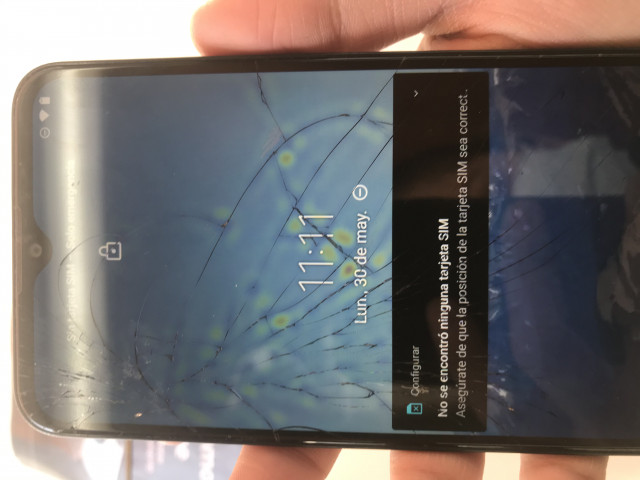 11:11
Lun., 30 de may.
Configurar
No se encontró ninguna tarjeta SIM
Asegúrate de que la posición de la tarjeta SIM sea correct.